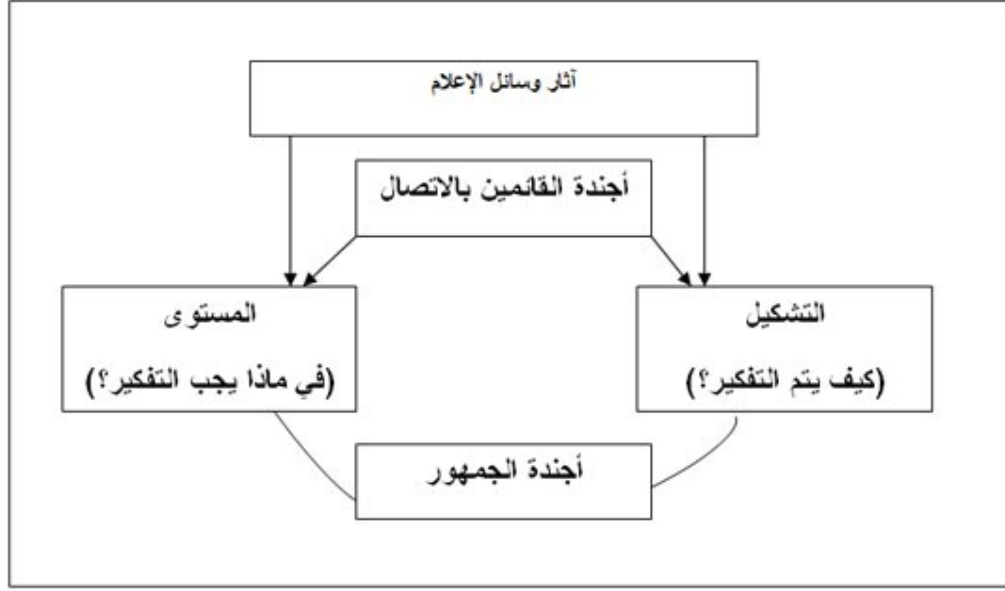 آثار وسائل الإعلام
أجندة القائمين بالاتصال
التشكيل
(كيف يتم التفكير؟)
المستوى
(في ماذا يجب التفكير؟)
أجندة الجمهور